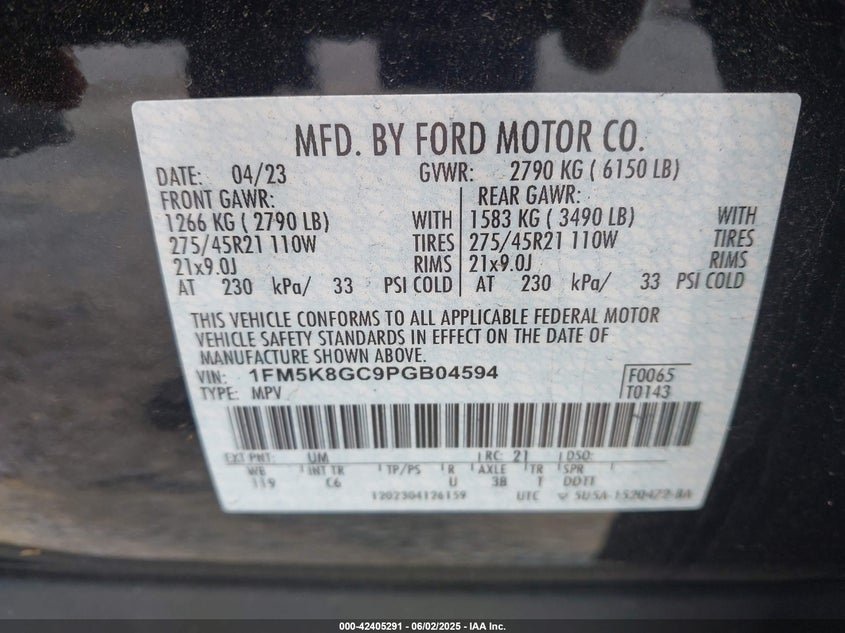 MFD. BY FORD MOTOR CO.
DATE: 04/23 GVWR: 2790 KG ( 6150 LB)
FRONT GAWR: REAR GAWR:
1266 KG ( 2790 LB) WITH 1583 KG ( 3490 LB) WITH
275/45R21 110W TIRES 275/45R21 110W TIRES
21x9.0J RIMS 21x9.0J RIMS
AT 230 kPa/ 33 PSI COLD AT 230 kPa/ 33 PSI COLD
THIS VEHICLE CONFORMS TO ALL APPLICABLE FEDERAL MOTOR
VEHICLE SAFETY STANDARDS IN EFFECT ON THE DATE OF
MANUFACTURE SHOWN ABOVE.
VIN: 1FM5K8GC9PGB04594 F0065
TYPE: MPV T0143
EXT PNT: UM RC: 21 DSO:
WB INT TR TP/PS R AXLE TR SPR
119 C6 U 3B T DDTT
1202304126159 UTC 5U5A-1520472-BA
000-42405291 - 06/02/2025 - IAA Inc.